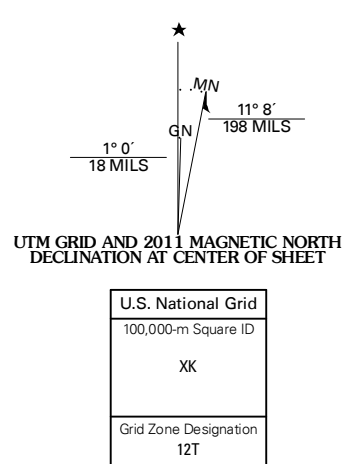 ★
MN
11° 8´
198 MILS
GN
1° 0´
18 MILS
UTM GRID AND 2011 MAGNETIC NORTH
DECLINATION AT CENTER OF SHEET
U.S. National Grid
100,000-m Square ID
XK
Grid Zone Designation
12T